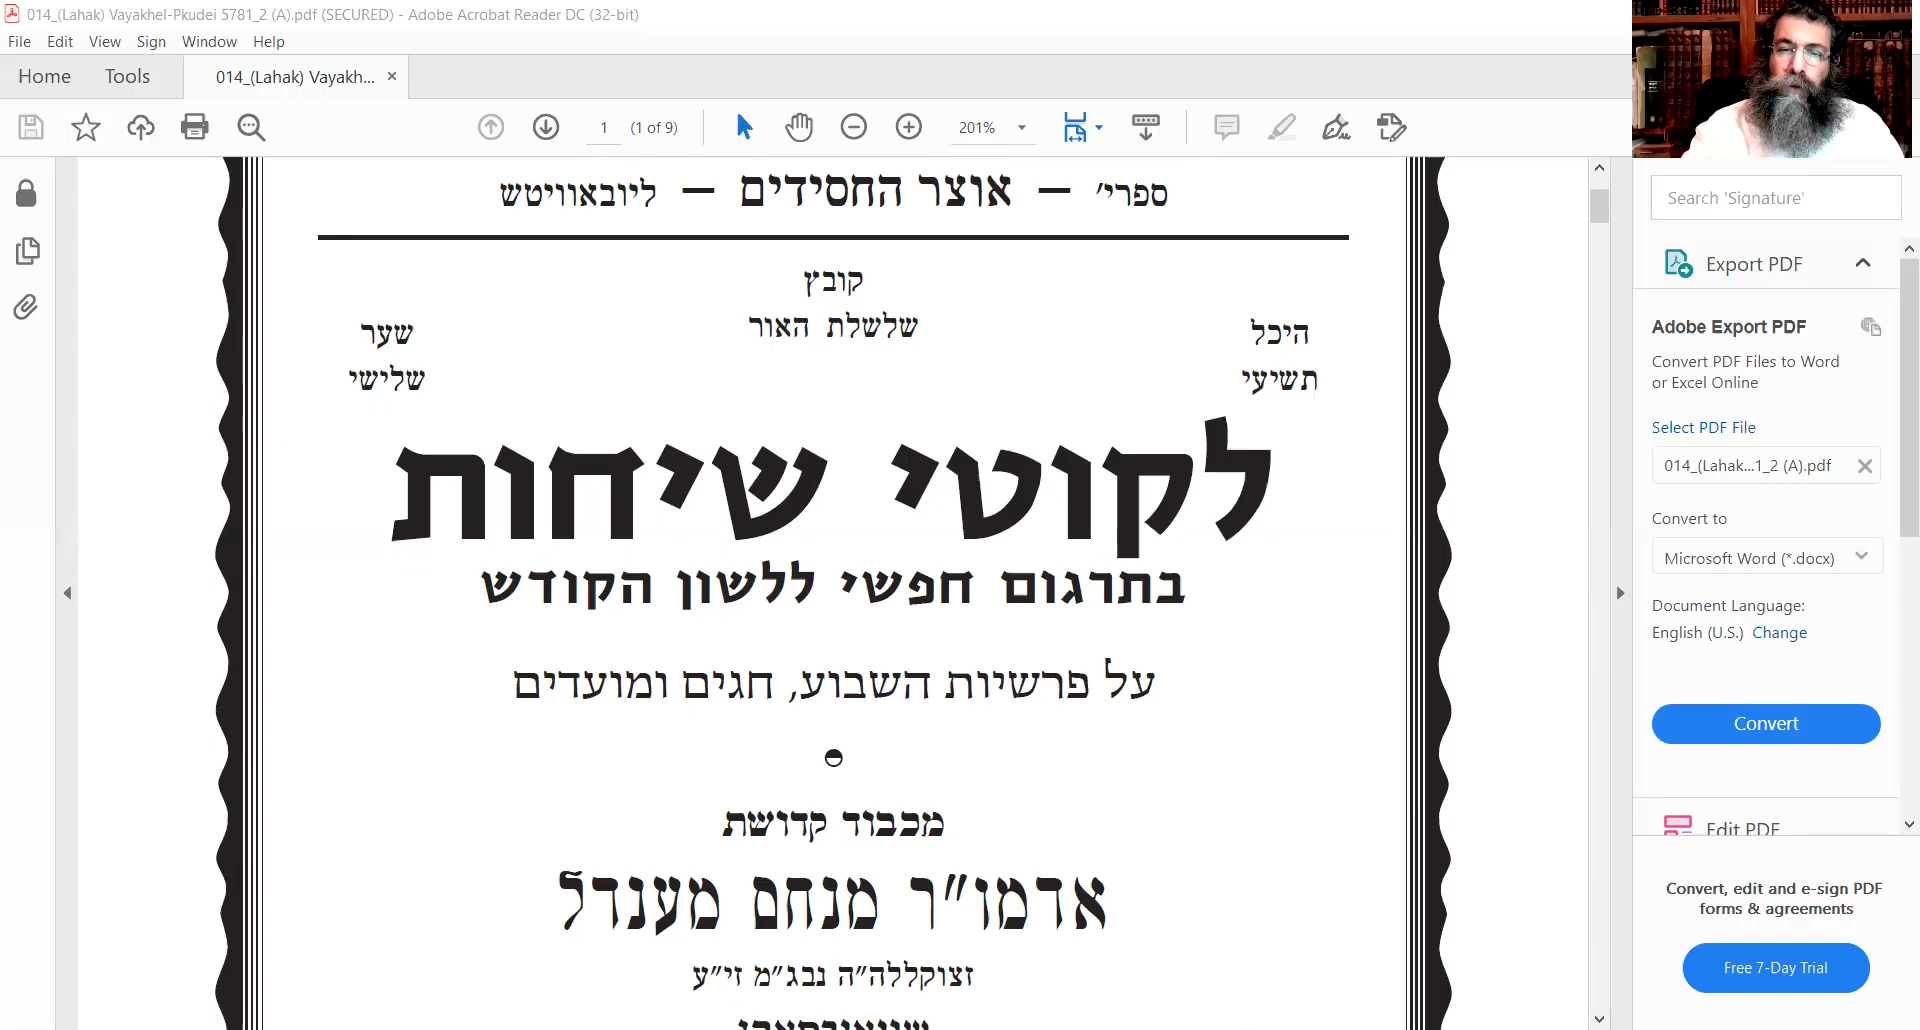 014_(Lahak) Vayakhel-Pkudei 5781_2 (A).pdf (SECURED) - Adobe Acrobat Reader DC (32-bit)
File Edit View Sign Window Help
Home Tools 014_(Lahak) Vayakh... ×
1 (1 of 9) 201%
ספרי׳ — אוצר החסידים — ליובאוויטש
קובץ
שלשלת האור
היכל
תשיעי
שער
שלישי
לקוטי שיחות
בתרגום חפשי ללשון הקודש
על פרשיות השבוע, חגים ומועדים
מכבוד קדושת
אדמו״ר מנחם מענדל
זצוקללה״ה נבג״מ זי״ע
Search 'Signature'
Export PDF
Adobe Export PDF
Convert PDF Files to Word
or Excel Online
Select PDF File
014_(Lahak...1_2 (A).pdf
Convert to
Microsoft Word (*.docx)
Document Language:
English (U.S.) Change
Convert
Edit PDF
Convert, edit and e-sign PDF
forms & agreements
Free 7-Day Trial